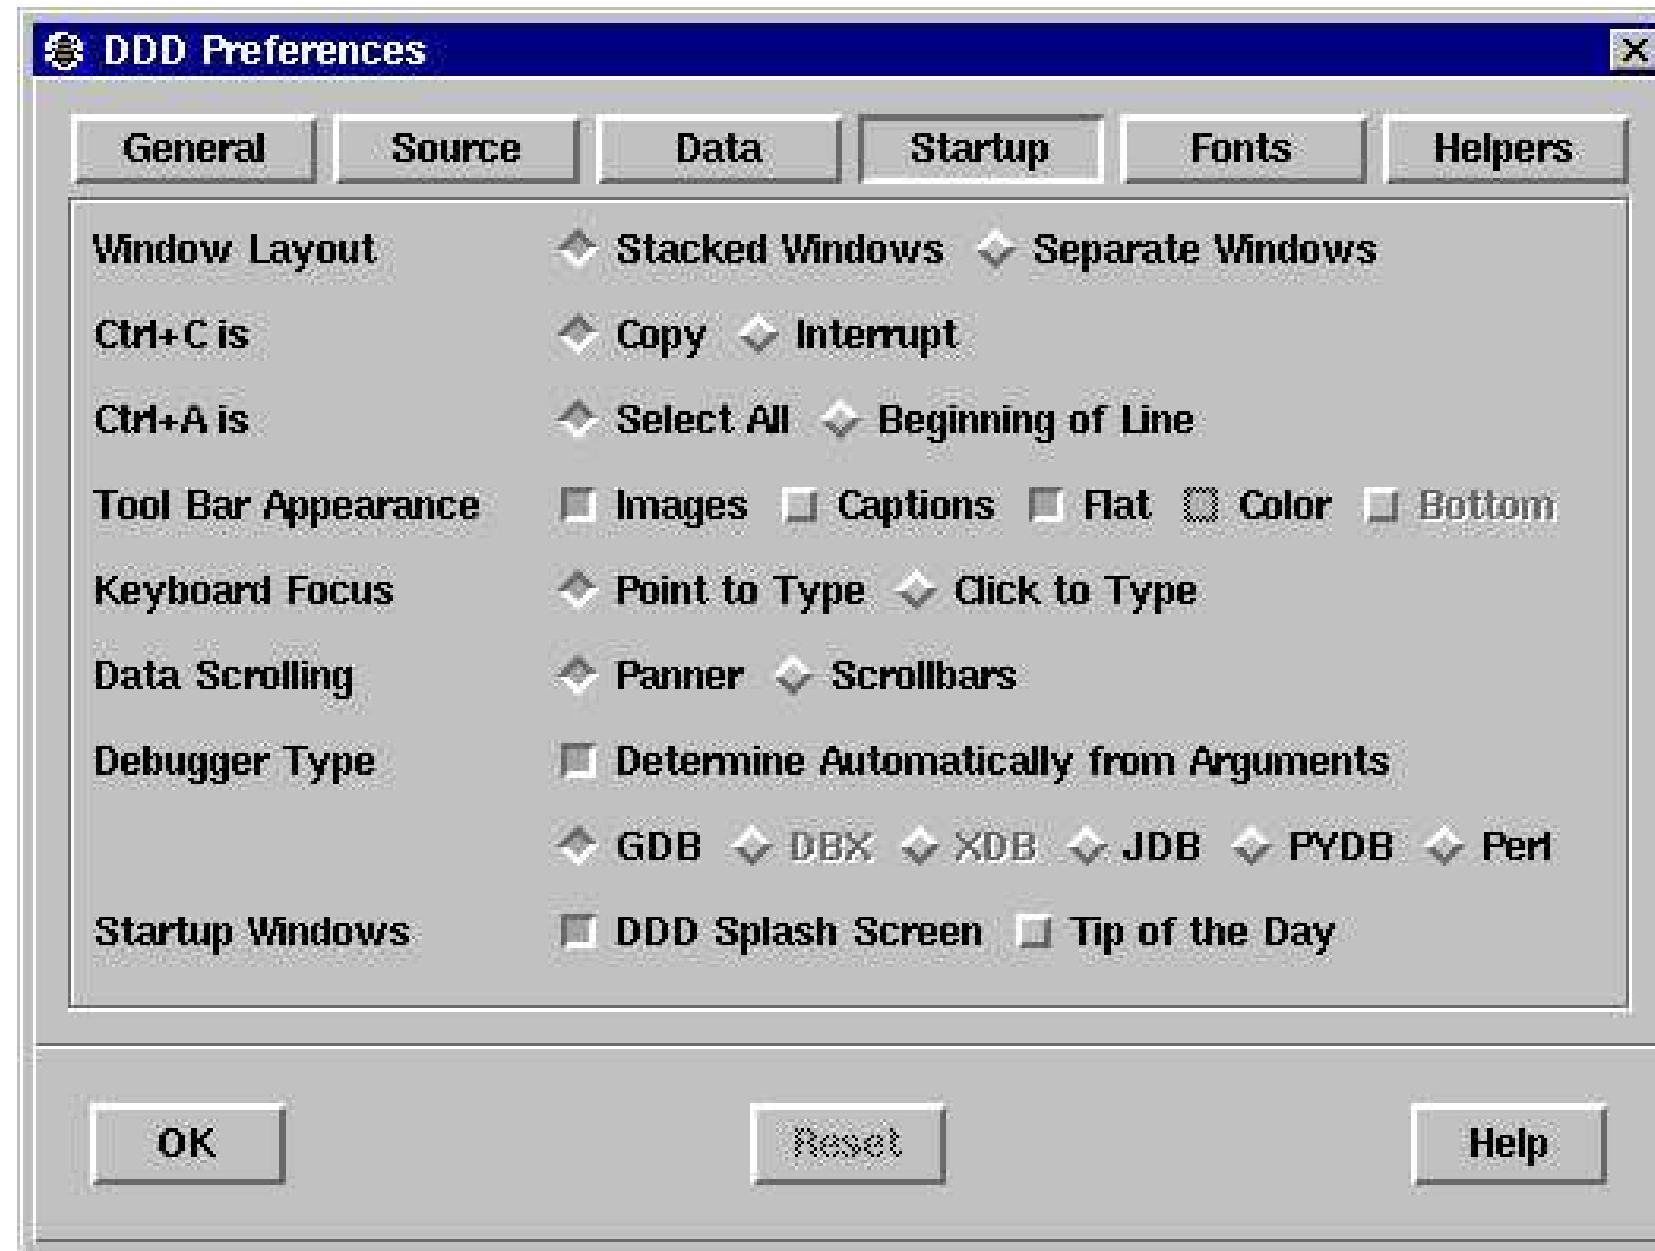 DDD Preferences
General Source Data Startup Fonts Helpers
Window Layout Stacked Windows Separate Windows
Ctrl+C is Copy Interrupt
Ctrl+A is Select All Beginning of Line
Tool Bar Appearance Images Captions Flat Color Bottom
Keyboard Focus Point to Type Click to Type
Data Scrolling Panner Scrollbars
Debugger Type Determine Automatically from Arguments
GDB DBX XDB JDB PYDB Perl
Startup Windows DDD Splash Screen Tip of the Day
OK Reset Help